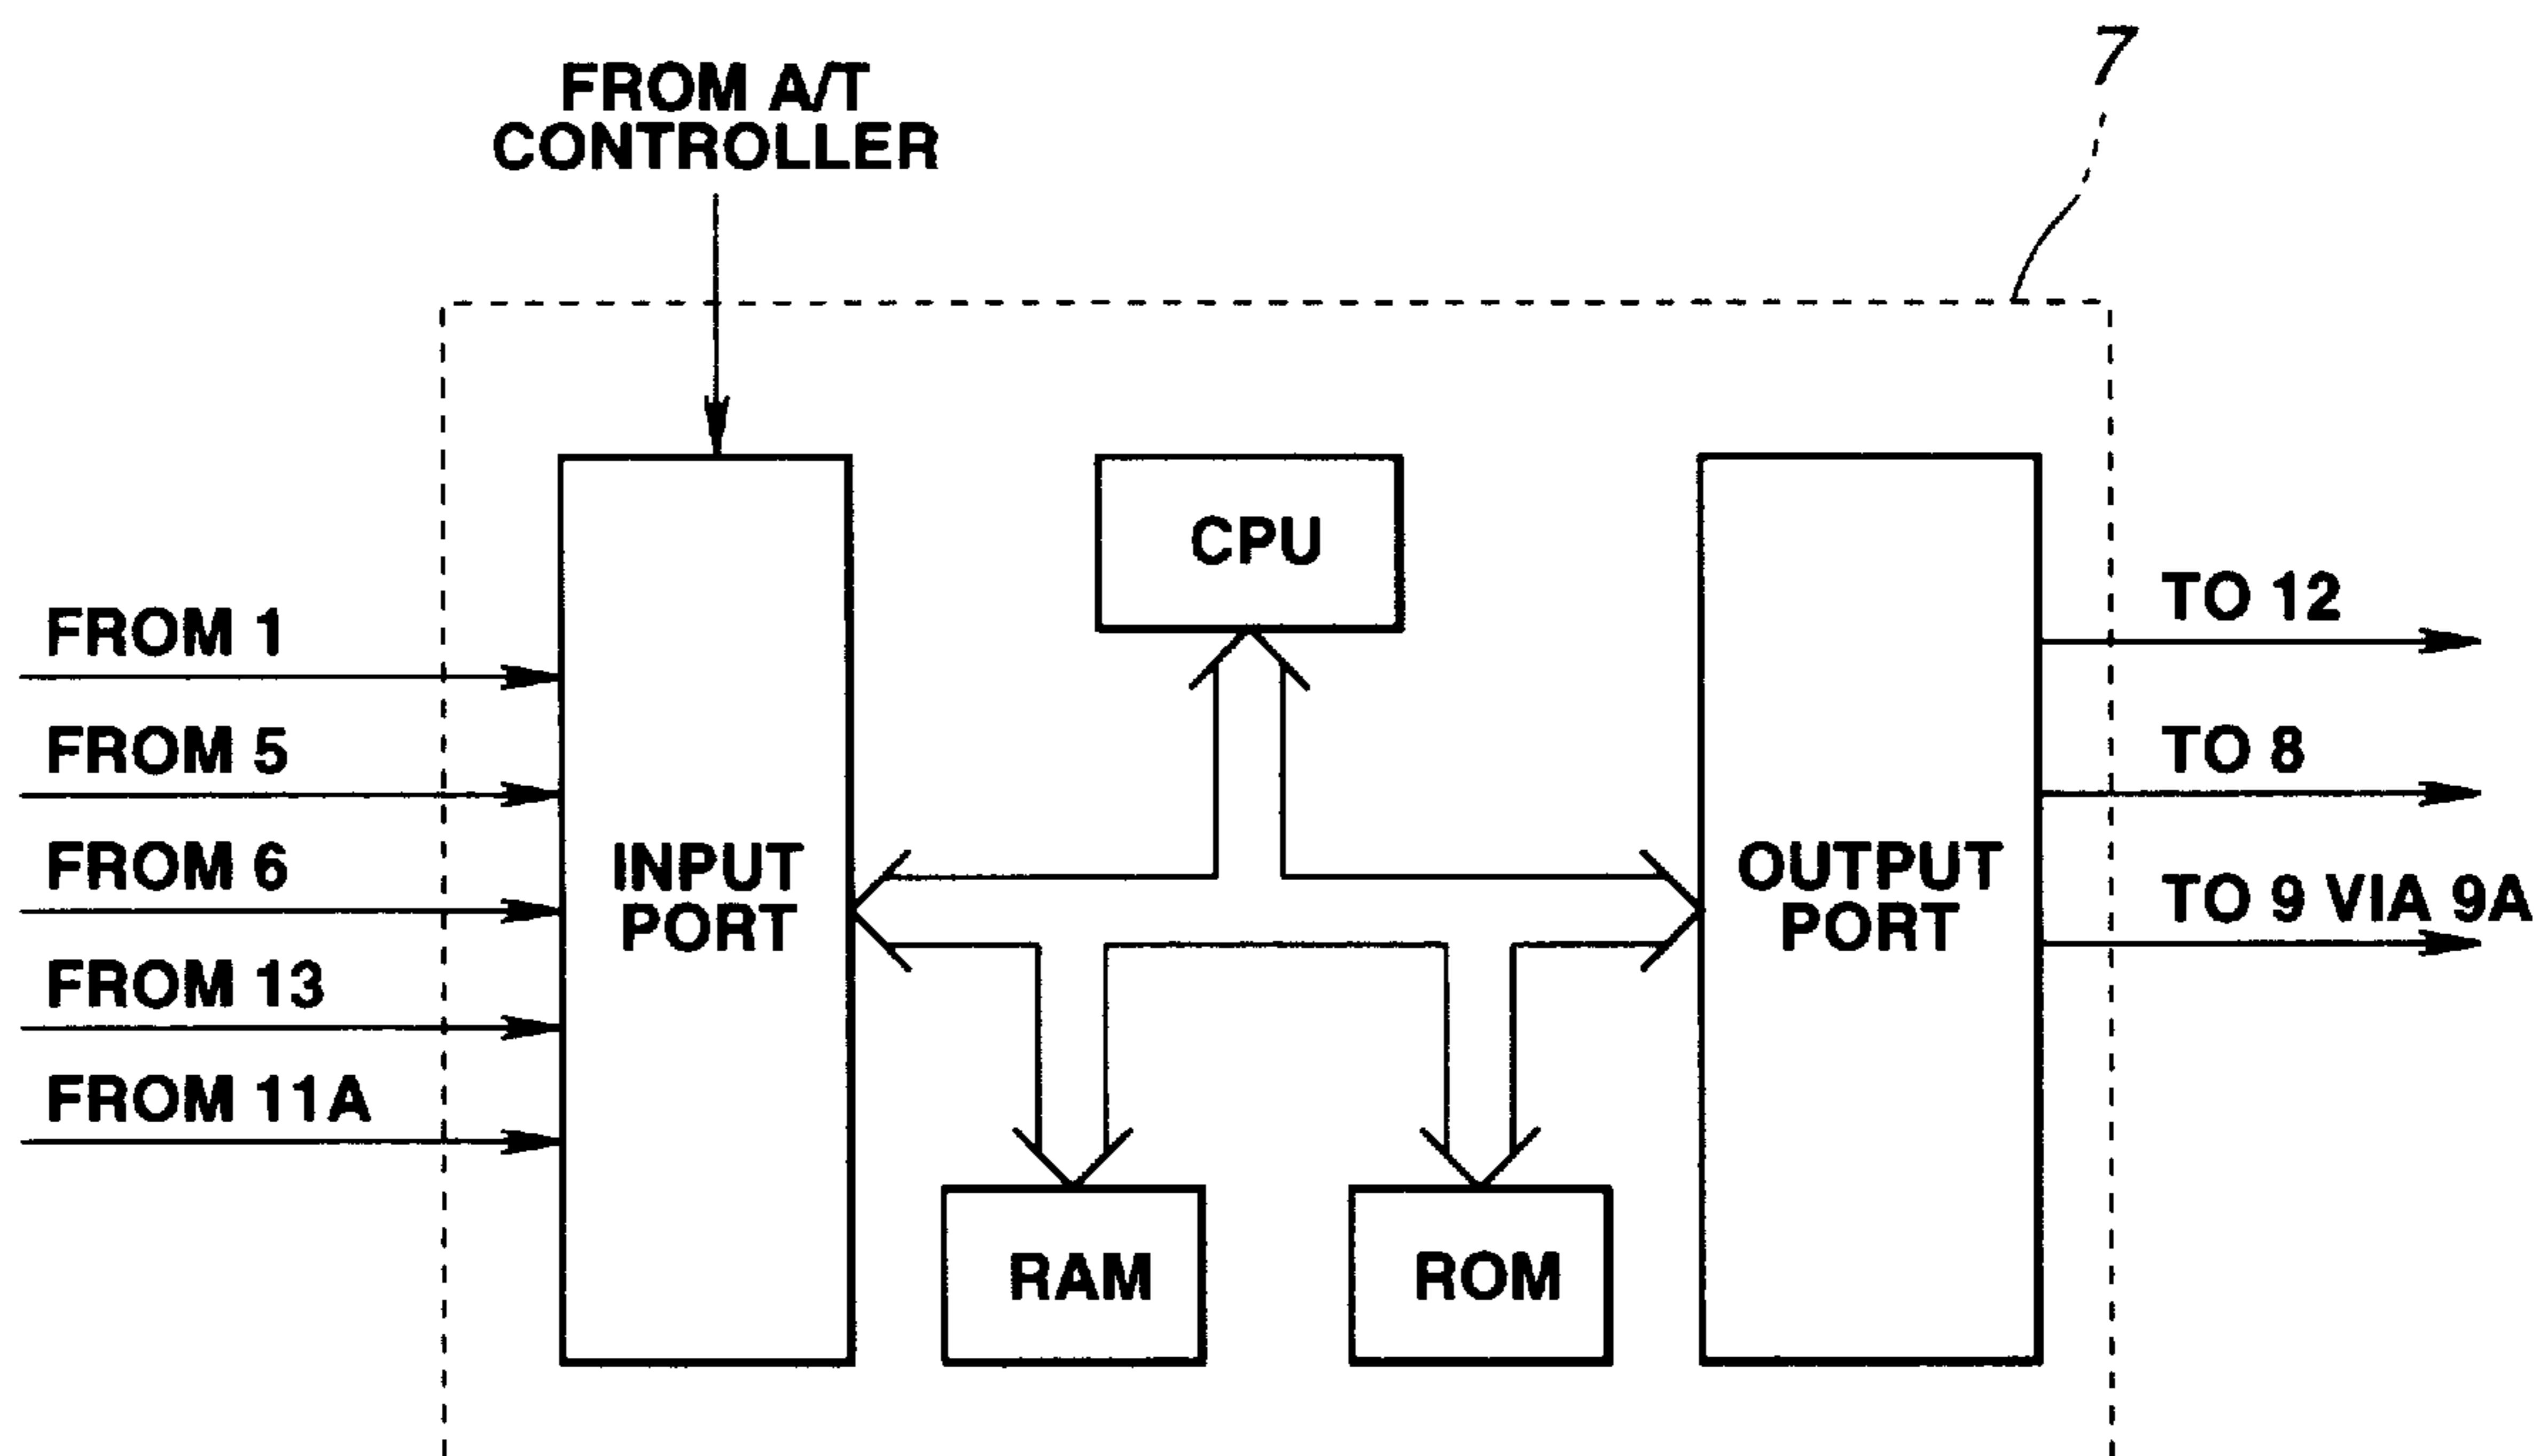 7
FROM A/T
CONTROLLER
CPU
FROM 1
FROM 5
FROM 6
FROM 13
FROM 11A
INPUT
PORT
OUTPUT
PORT
TO 12
TO 8
TO 9 VIA 9A
RAM
ROM